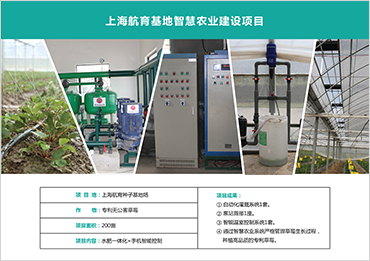 上海航育基地智慧农业建设项目
项 目 地：上海航育种子基地场
作 物：专利无公害草莓
项目面积：200亩
项目内容：水肥一体化+手机智能控制
项目成果：
① 自动化灌溉系统1套。
② 泵站首部1座。
③ 智能温室控制系统1套。
④ 通过智慧农业系统严格管理草莓生长过程，
种植高品质的专利草莓。